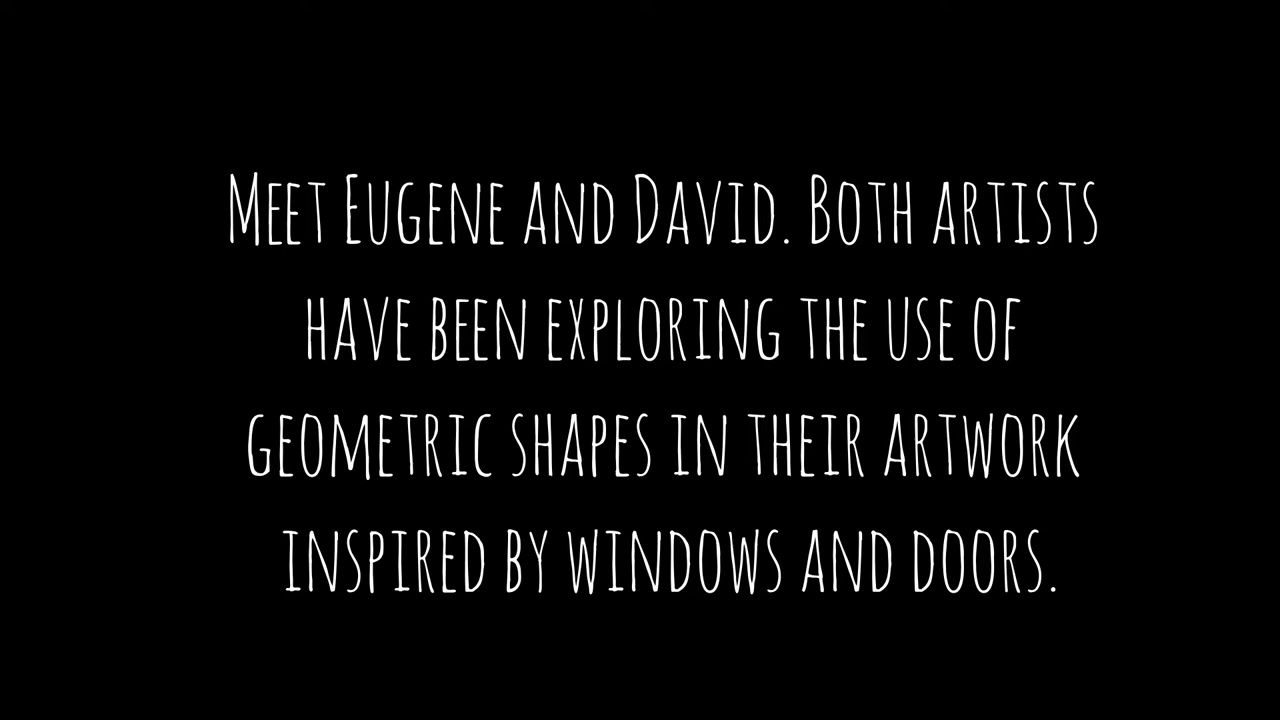 Meet Eugene and David. Both artists
have been exploring the use of
geometric shapes in their artwork
inspired by windows and doors.